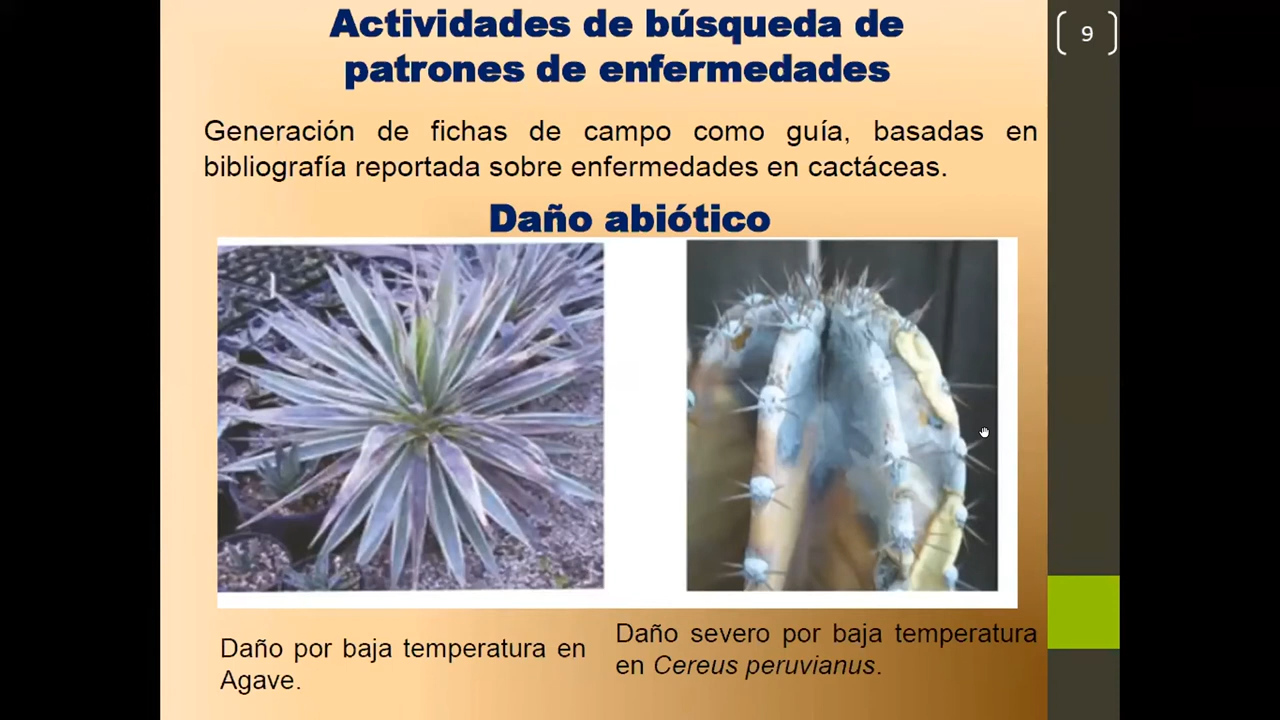 Actividades de búsqueda de
patrones de enfermedades
9
Generación de fichas de campo como guía, basadas en
bibliografía reportada sobre enfermedades en cactáceas.
Daño abiótico
Daño por baja temperatura en
Agave.
Daño severo por baja temperatura
en Cereus peruvianus.